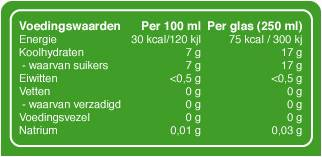 Voedingswaarden Per 100 ml Per glas (250 ml)
Energie 30 kcal/120 kjl 75 kcal / 300 kj
Koolhydraten 7 g 17 g
- waarvan suikers 7 g 17 g
Eiwitten <0,5 g <0,5 g
Vetten 0 g 0 g
- waarvan verzadigd 0 g 0 g
Voedingsvezel 0 g 0 g
Natrium 0,01 g 0,03 g